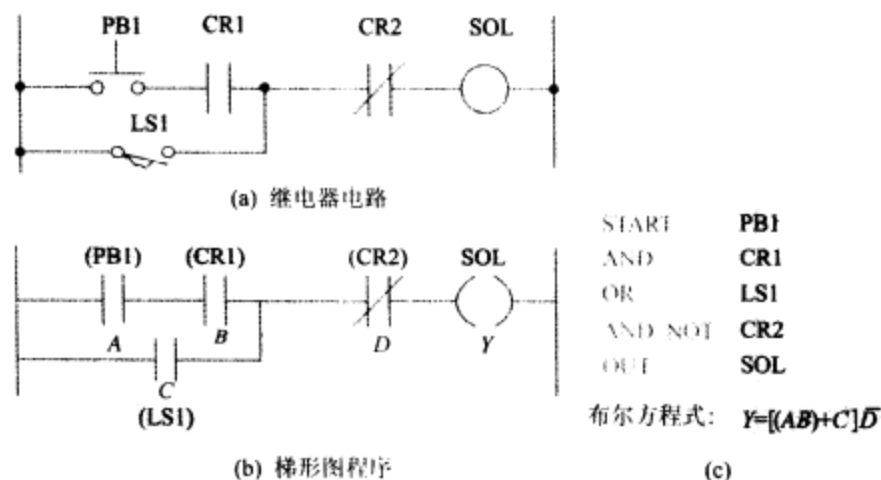 PB1 CR1 CR2 SOL
LS1
(a) 继电器电路
(PB1) (CR1) (CR2) SOL
A B D Y
C
(LS1)
(b) 梯形图程序
START PB1
AND CR1
OR LS1
AND NOT CR2
OUT SOL
布尔方程式: Y=[(AB)+C]D̅
(c)